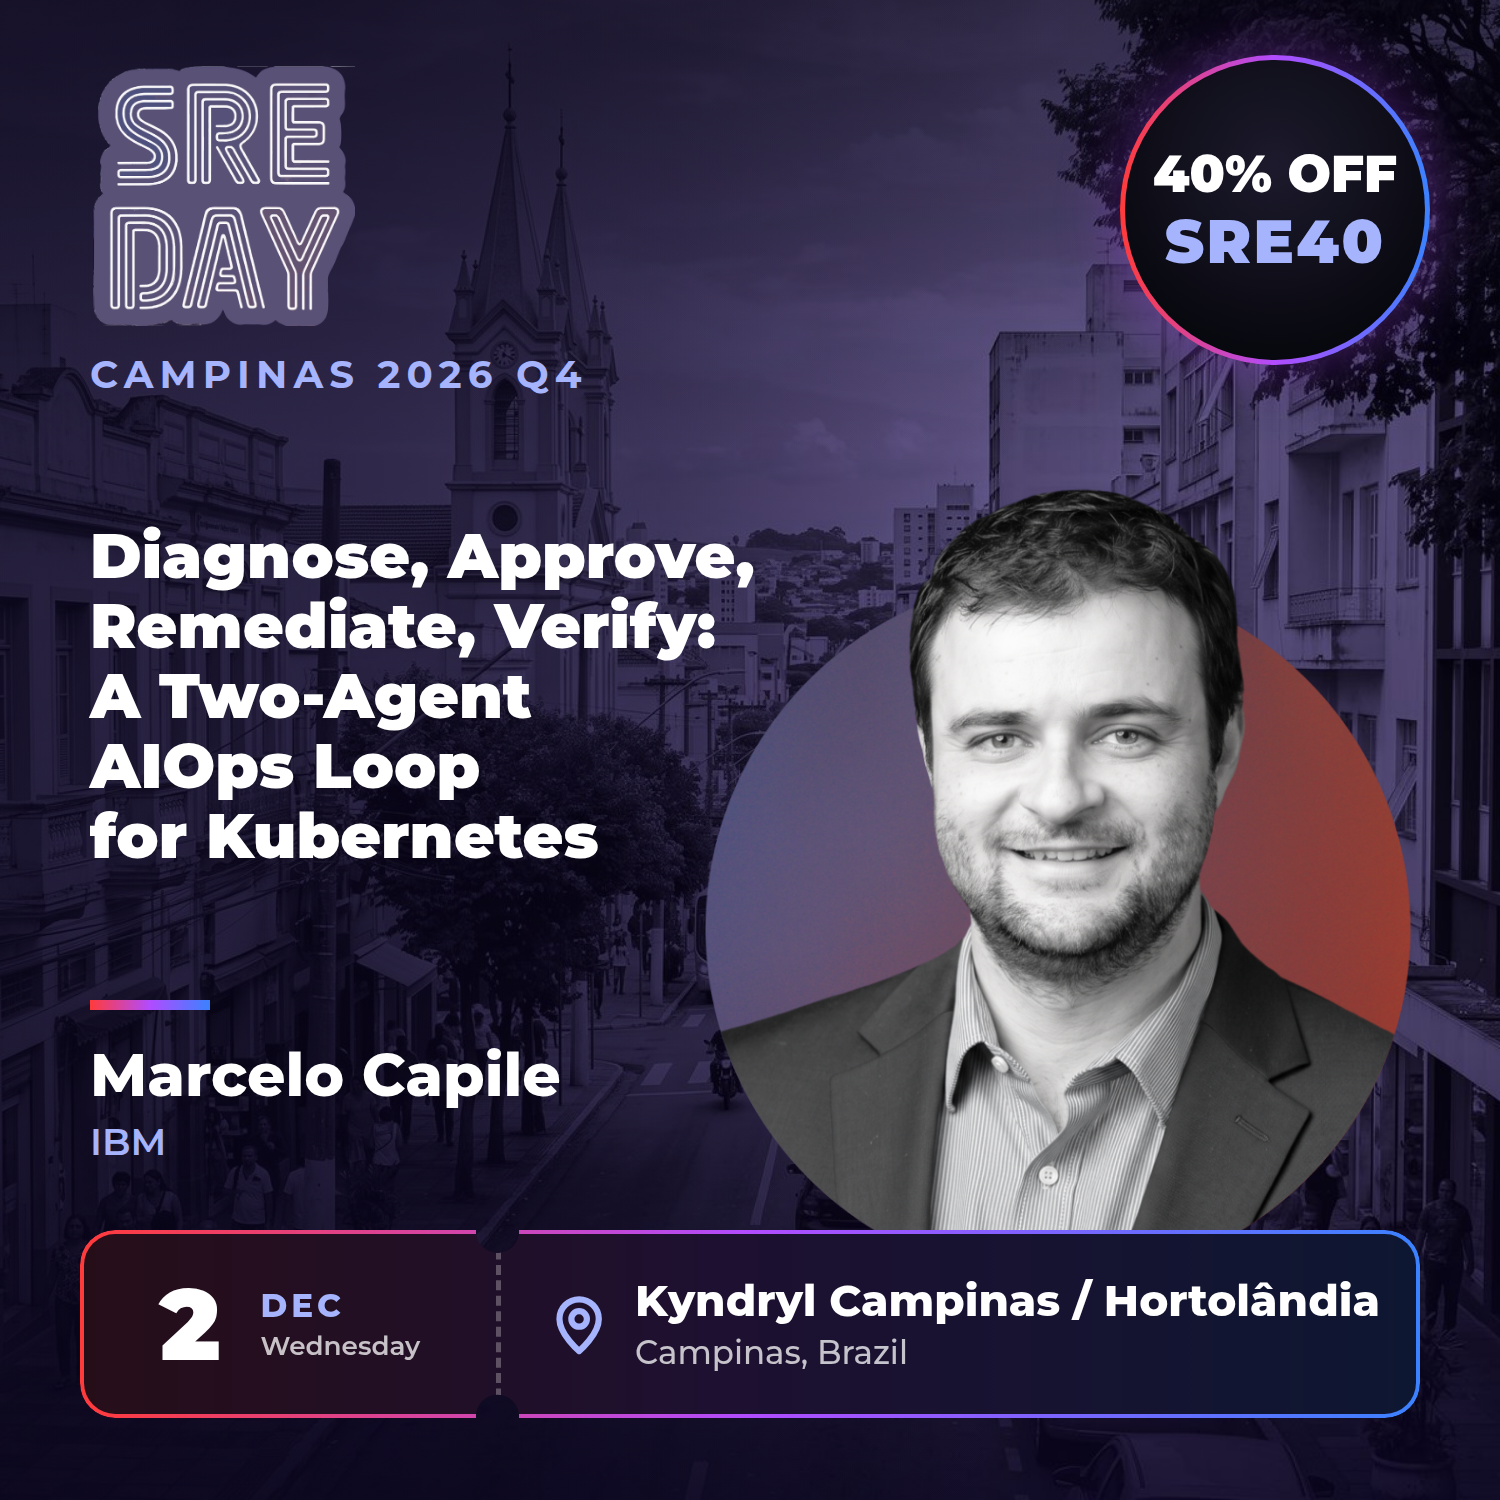 SRE
DAY
CAMPINAS 2026 Q4
40% OFF
SRE40
Diagnose, Approve,
Remediate, Verify:
A Two-Agent
AIOps Loop
for Kubernetes
Marcelo Capile
IBM
2
DEC
Wednesday
Kyndryl Campinas / Hortolândia
Campinas, Brazil